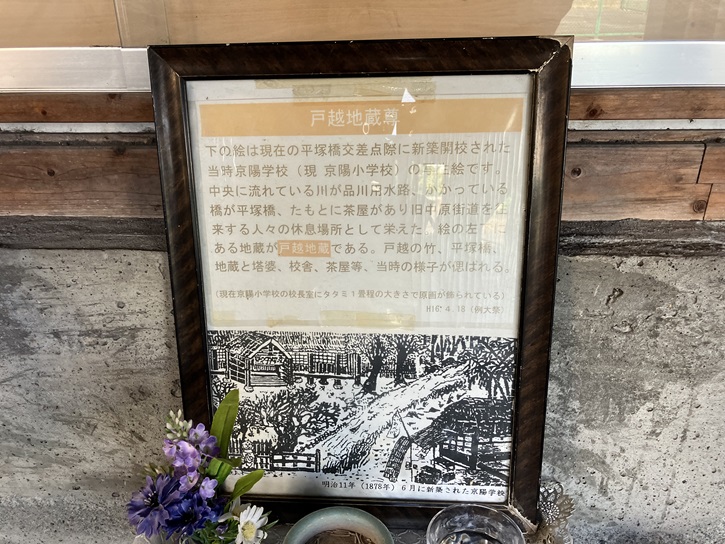 戸越地蔵尊
下の絵は現在の平塚橋交差点際に新築開校された
当時京陽学校（現 京陽小学校）の 絵です。
中央に流れている川が品川用水路、かかっている
橋が平塚橋、たもとに茶屋があり旧中原街道を
来する人々の休息場所として栄えた 絵の左下に
ある地蔵が戸越地蔵である。戸越の竹、平塚橋、
地蔵と塔婆、校舎、茶屋等、当時の様子が偲ばれる。
（現在京陽小学校の校長室にタタミ１畳程の大きさで原画が飾られている）
H16'４.18（例大祭）
明治11年（1878年）６月に新築された京陽学校